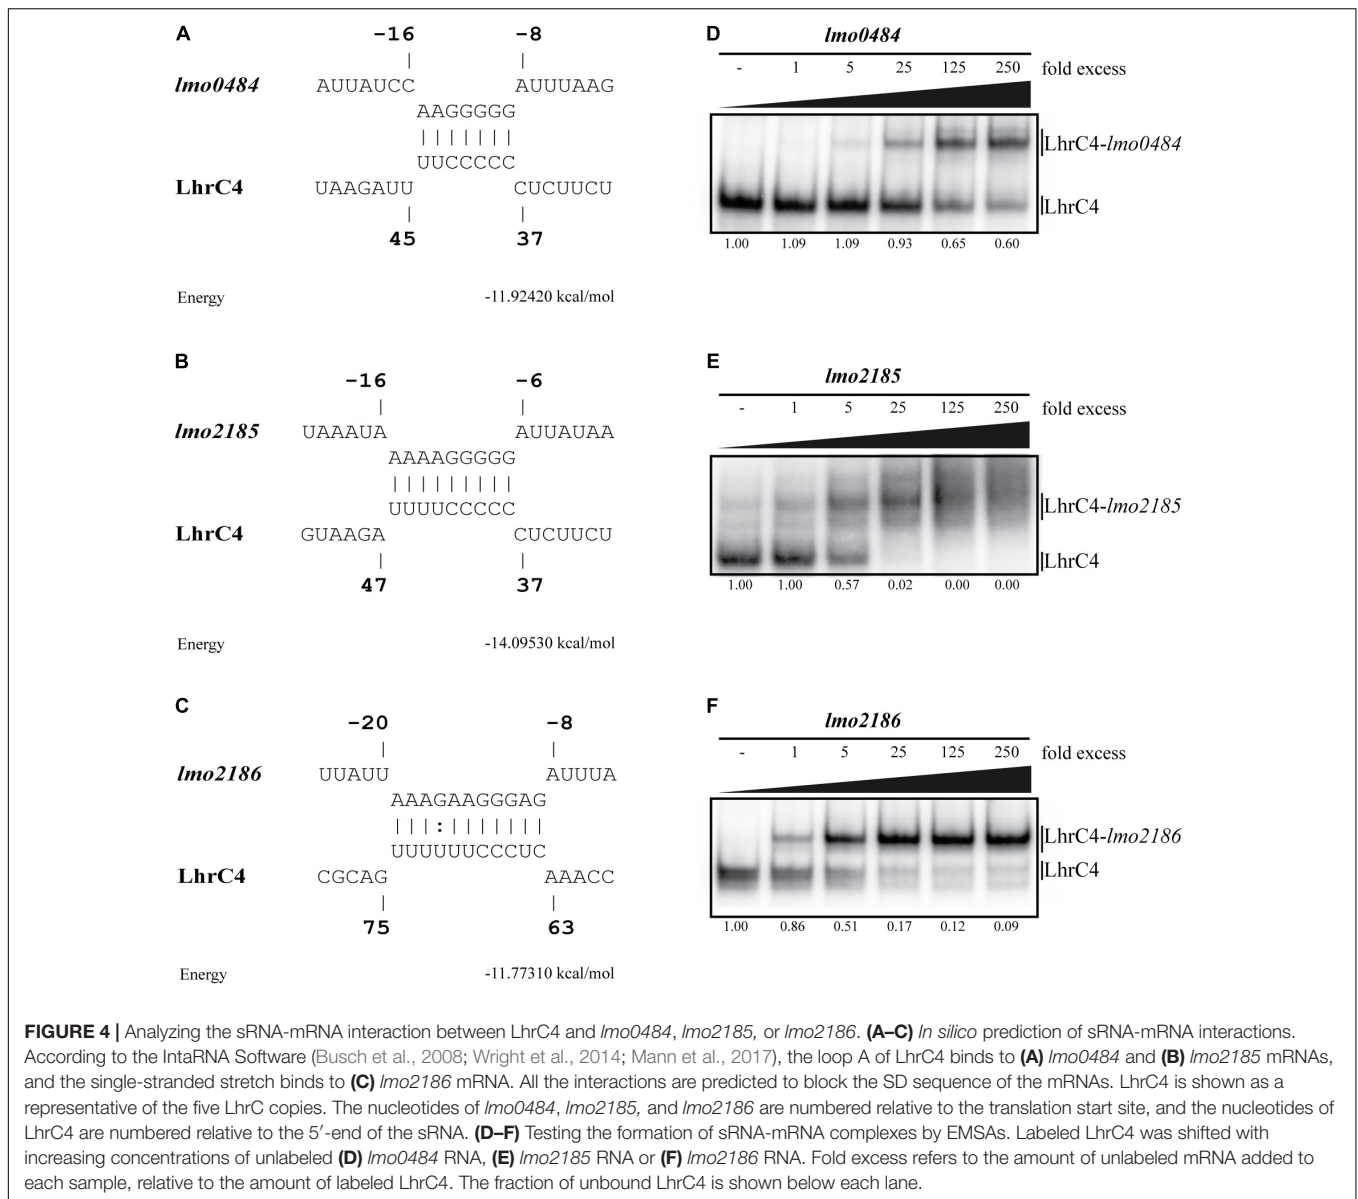 A
-16 -8
| |
lmo0484 AUUAUCC AUUUAAG
AAGGGGG
|||||||
UUCCCCC
LhrC4 UAAGAUU CUCUUCU
| |
45 37
Energy -11.92420 kcal/mol
D
lmo0484
- 1 5 25 125 250 fold excess
LhrC4-lmo0484
LhrC4
1.00 1.09 1.09 0.93 0.65 0.60
B
-16 -6
| |
lmo2185 UAAAUA AUUAUAA
AAAAGGGGG
|||||||||
UUUUCCCCC
LhrC4 GUAAGA CUCUUCU
| |
47 37
Energy -14.09530 kcal/mol
E
lmo2185
- 1 5 25 125 250 fold excess
LhrC4-lmo2185
LhrC4
1.00 1.00 0.57 0.02 0.00 0.00
C
-20 -8
| |
lmo2186 UUAUU AUUUA
AAAGAAGGGAG
|||:|||||||
UUUUUUCCCUC
LhrC4 CGCAG AAACC
| |
75 63
Energy -11.77310 kcal/mol
F
lmo2186
- 1 5 25 125 250 fold excess
LhrC4-lmo2186
LhrC4
1.00 0.86 0.51 0.17 0.12 0.09
FIGURE 4 | Analyzing the sRNA-mRNA interaction between LhrC4 and lmo0484, lmo2185, or lmo2186. (A–C) In silico prediction of sRNA-mRNA interactions.
According to the IntaRNA Software (Busch et al., 2008; Wright et al., 2014; Mann et al., 2017), the loop A of LhrC4 binds to (A) lmo0484 and (B) lmo2185 mRNAs,
and the single-stranded stretch binds to (C) lmo2186 mRNA. All the interactions are predicted to block the SD sequence of the mRNAs. LhrC4 is shown as a
representative of the five LhrC copies. The nucleotides of lmo0484, lmo2185, and lmo2186 are numbered relative to the translation start site, and the nucleotides of
LhrC4 are numbered relative to the 5′-end of the sRNA. (D–F) Testing the formation of sRNA-mRNA complexes by EMSAs. Labeled LhrC4 was shifted with
increasing concentrations of unlabeled (D) lmo0484 RNA, (E) lmo2185 RNA or (F) lmo2186 RNA. Fold excess refers to the amount of unlabeled mRNA added to
each sample, relative to the amount of labeled LhrC4. The fraction of unbound LhrC4 is shown below each lane.